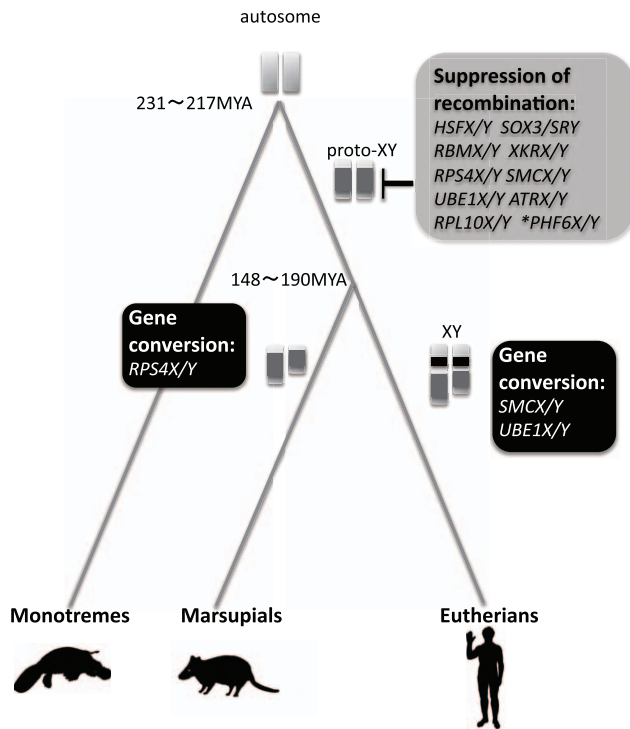 autosome
231～217MYA
Suppression of
recombination:
HSFX/Y SOX3/SRY
RBMX/Y XKRX/Y
RPS4X/Y SMCX/Y
UBE1X/Y ATRX/Y
RPL10X/Y *PHF6X/Y
proto-XY
148～190MYA
Gene
conversion:
RPS4X/Y
XY
Gene
conversion:
SMCX/Y
UBE1X/Y
Monotremes
Marsupials
Eutherians